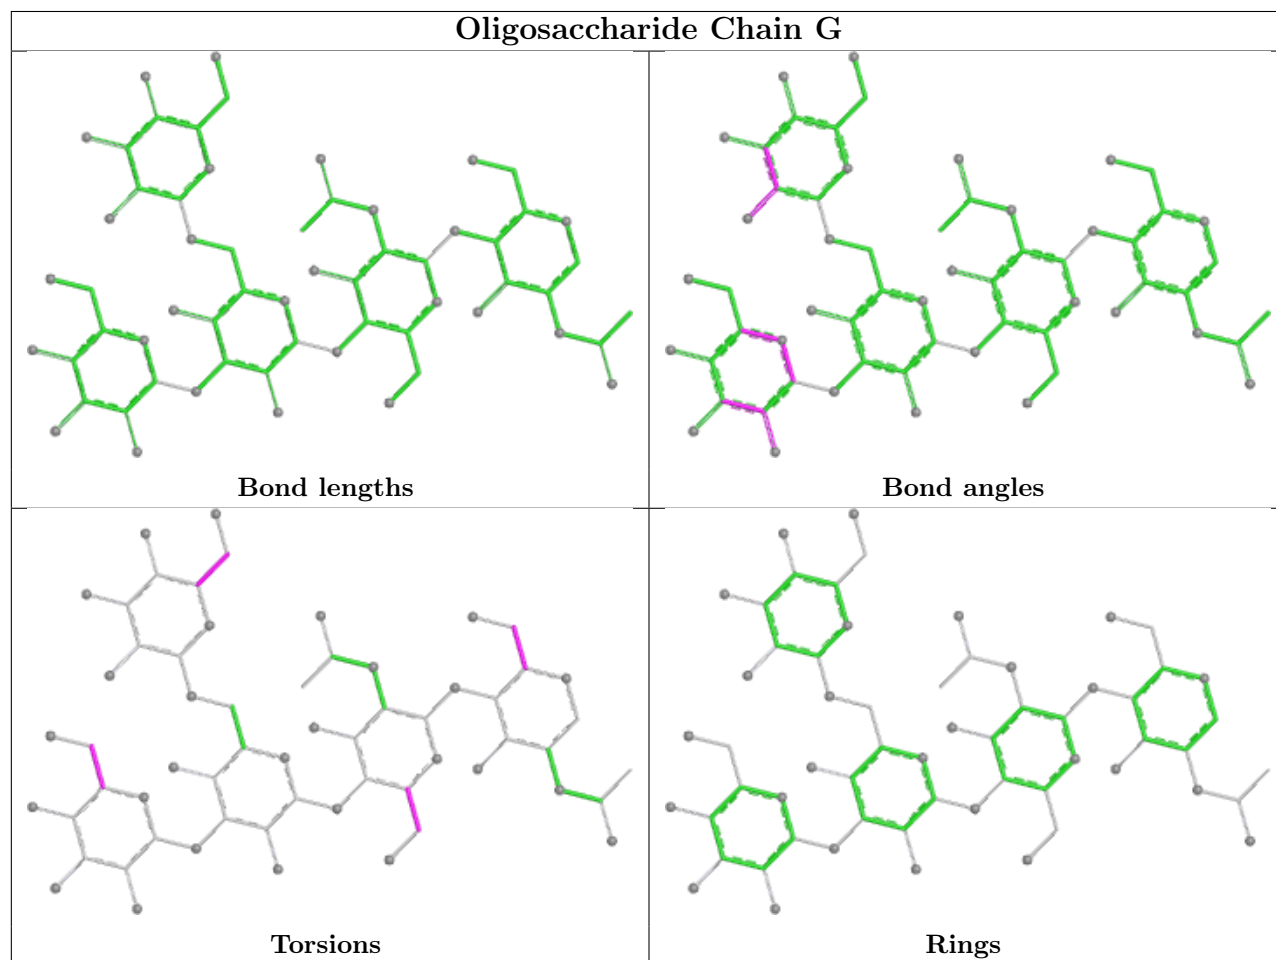 Oligosaccharide Chain G
Bond lengths
Bond angles
Torsions
Rings